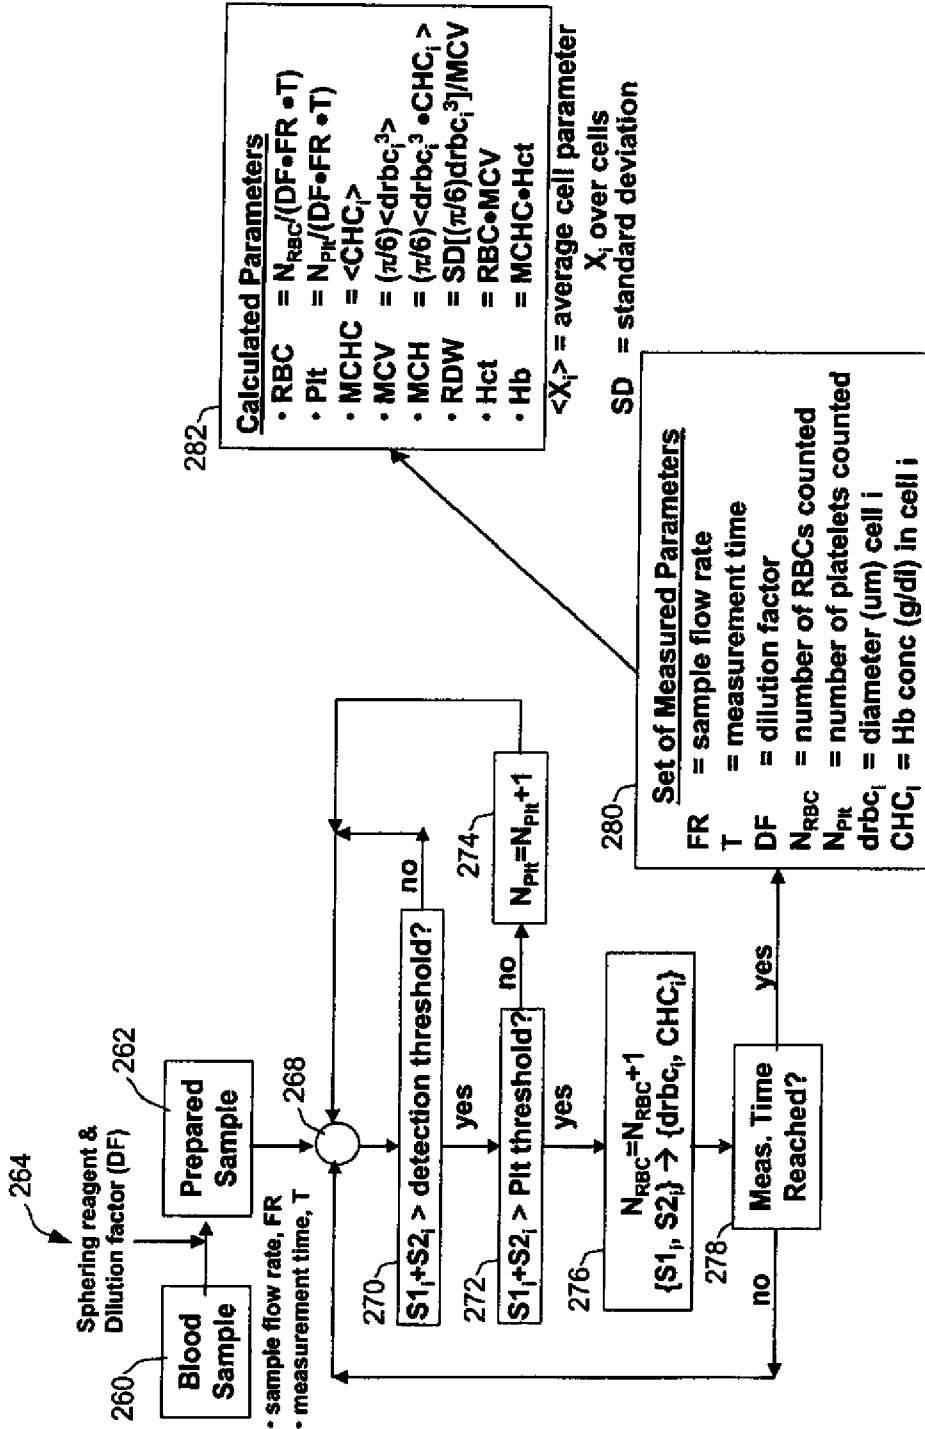 264
Sphering reagent &
Dilution factor (DF)
260
Blood
Sample
262
Prepared
Sample
• sample flow rate, FR
• measurement time, T
268
270
S1i+S2i > detection threshold?
no
yes
272
S1i+S2i > Plt threshold?
no
274
NPlt=NPlt+1
yes
276
NRBC=NRBC+1
{S1i, S2i} → {drbci, CHCi}
278
Meas. Time
Reached?
no
yes
280
Set of Measured Parameters
FR = sample flow rate
T = measurement time
DF = dilution factor
NRBC = number of RBCs counted
NPlt = number of platelets counted
drbci = diameter (um) cell i
CHCi = Hb conc (g/dl) in cell i
282
Calculated Parameters
• RBC = NRBC/(DF•FR •T)
• Plt = NPlt/(DF•FR •T)
• MCHC = <CHCi>
• MCV = (π/6)<drbci³>
• MCH = (π/6)<drbci³ •CHCi >
• RDW = SD[(π/6)drbci³]/MCV
• Hct = RBC•MCV
• Hb = MCHC•Hct
<Xi> = average cell parameter
Xi over cells
SD = standard deviation